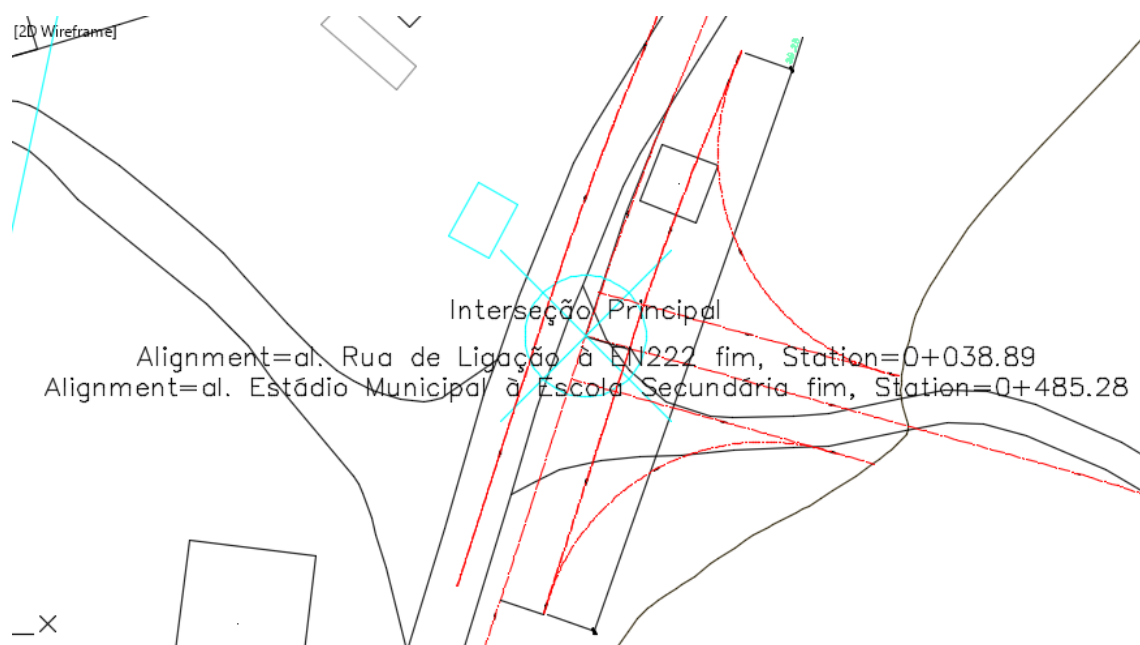 [2D Wireframe]
Interseção Principal
Alignment=al. Rua de Ligação à EN222 fim, Station=0+038.89
Alignment=al. Estádio Municipal à Escola Secundária fim, Station=0+485.28
X